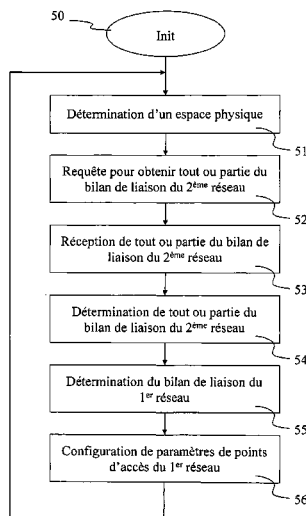 50
Init
Détermination d'un espace physique
51
Requête pour obtenir tout ou partie du
bilan de liaison du 2ème réseau
52
Réception de tout ou partie du bilan de
liaison du 2ème réseau
53
Détermination de tout ou partie du
bilan de liaison du 2ème réseau
54
Détermination du bilan de liaison du
1er réseau
55
Configuration de paramètres de points
d'accès du 1er réseau
56